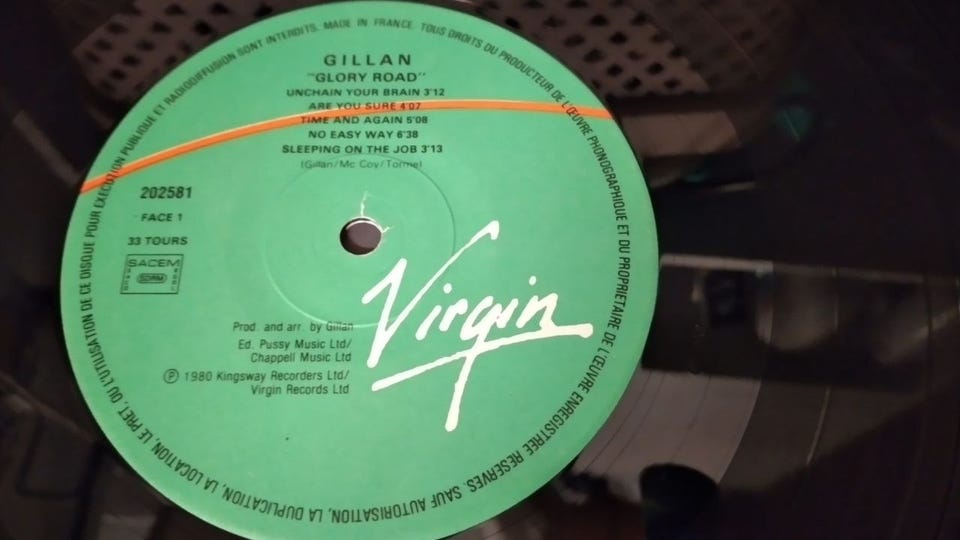 GILLAN
"GLORY ROAD"
UNCHAIN YOUR BRAIN 3'12
ARE YOU SURE 4'07
TIME AND AGAIN 5'08
NO EASY WAY 6'38
SLEEPING ON THE JOB 3'13
(Gillan/Mc Coy/Torme)
202581
FACE 1
33 TOURS
SACEM
SDRM
Virgin
Prod. and arr. by Gillan
Ed. Pussy Music Ltd/
Chappell Music Ltd
℗ 1980 Kingsway Recorders Ltd/
Virgin Records Ltd
MADE IN FRANCE. TOUS DROITS DU PRODUCTEUR DE L'ŒUVRE PHONOGRAPHIQUE ET DU PROPRIETAIRE DE L'ŒUVRE ENREGISTREE RESERVES. SAUF AUTORISATION, LA DUPLICATION, LA LOCATION, LE PRET, OU L'UTILISATION DE CE DISQUE POUR EXECUTION PUBLIQUE ET RADIODIFFUSION SONT INTERDITS.